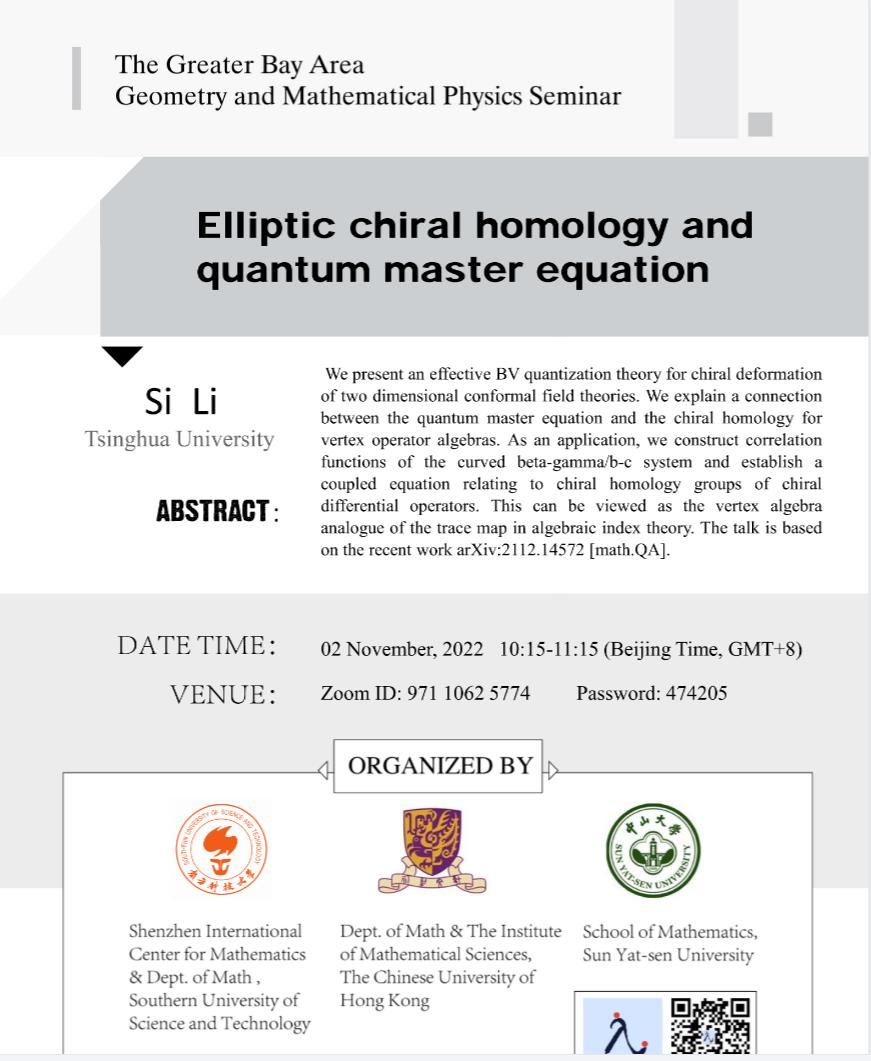 The Greater Bay Area
Geometry and Mathematical Physics Seminar
Elliptic chiral homology and
quantum master equation
Si Li
Tsinghua University
ABSTRACT:
We present an effective BV quantization theory for chiral deformation
of two dimensional conformal field theories. We explain a connection
between the quantum master equation and the chiral homology for
vertex operator algebras. As an application, we construct correlation
functions of the curved beta-gamma/b-c system and establish a
coupled equation relating to chiral homology groups of chiral
differential operators. This can be viewed as the vertex algebra
analogue of the trace map in algebraic index theory. The talk is based
on the recent work arXiv:2112.14572 [math.QA].
DATE TIME: 02 November, 2022 10:15-11:15 (Beijing Time, GMT+8)
VENUE: Zoom ID: 971 1062 5774 Password: 474205
ORGANIZED BY
SOUTHERN UNIVERSITY OF SCIENCE AND TECHNOLOGY
南方科技大学
中山大学
SUN YAT-SEN UNIVERSITY
Shenzhen International
Center for Mathematics
& Dept. of Math ,
Southern University of
Science and Technology
Dept. of Math & The Institute
of Mathematical Sciences,
The Chinese University of
Hong Kong
School of Mathematics,
Sun Yat-sen University